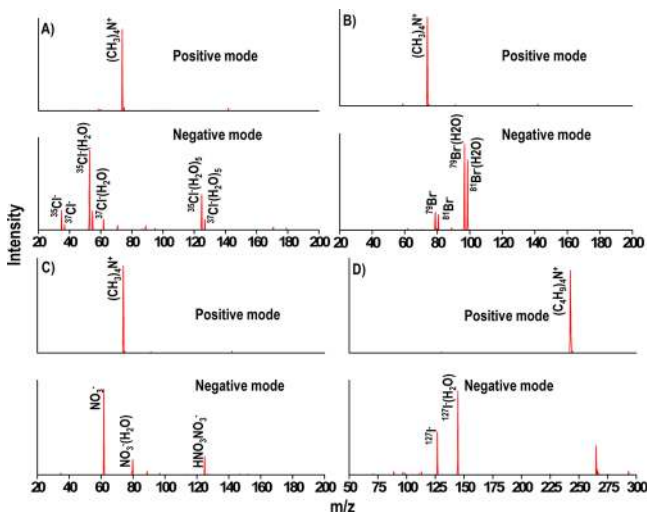 A)
(CH₃)₄N⁺
Positive mode
Negative mode
³⁵Cl⁻
³⁷Cl⁻
³⁵Cl⁻(H₂O)
³⁷Cl⁻(H₂O)
³⁵Cl⁻(H₂O)₅
³⁷Cl⁻(H₂O)₅
20 40 60 80 100 120 140 160 180 200
B)
(CH₃)₄N⁺
Positive mode
Negative mode
⁷⁹Br⁻
⁸¹Br⁻
⁷⁹Br⁻(H2O)
⁸¹Br⁻(H2O)
20 40 60 80 100 120 140 160 180 200
Intensity
C)
(CH₃)₄N⁺
Positive mode
Negative mode
NO₃⁻
NO₃⁻(H₂O)
HNO₃NO₃⁻
20 40 60 80 100 120 140 160 180 200
D)
(C₄H₉)₄N⁺
Positive mode
Negative mode
¹²⁷I⁻
¹²⁷I⁻(H₂O)
50 75 100 125 150 175 200 225 250 275 300
m/z